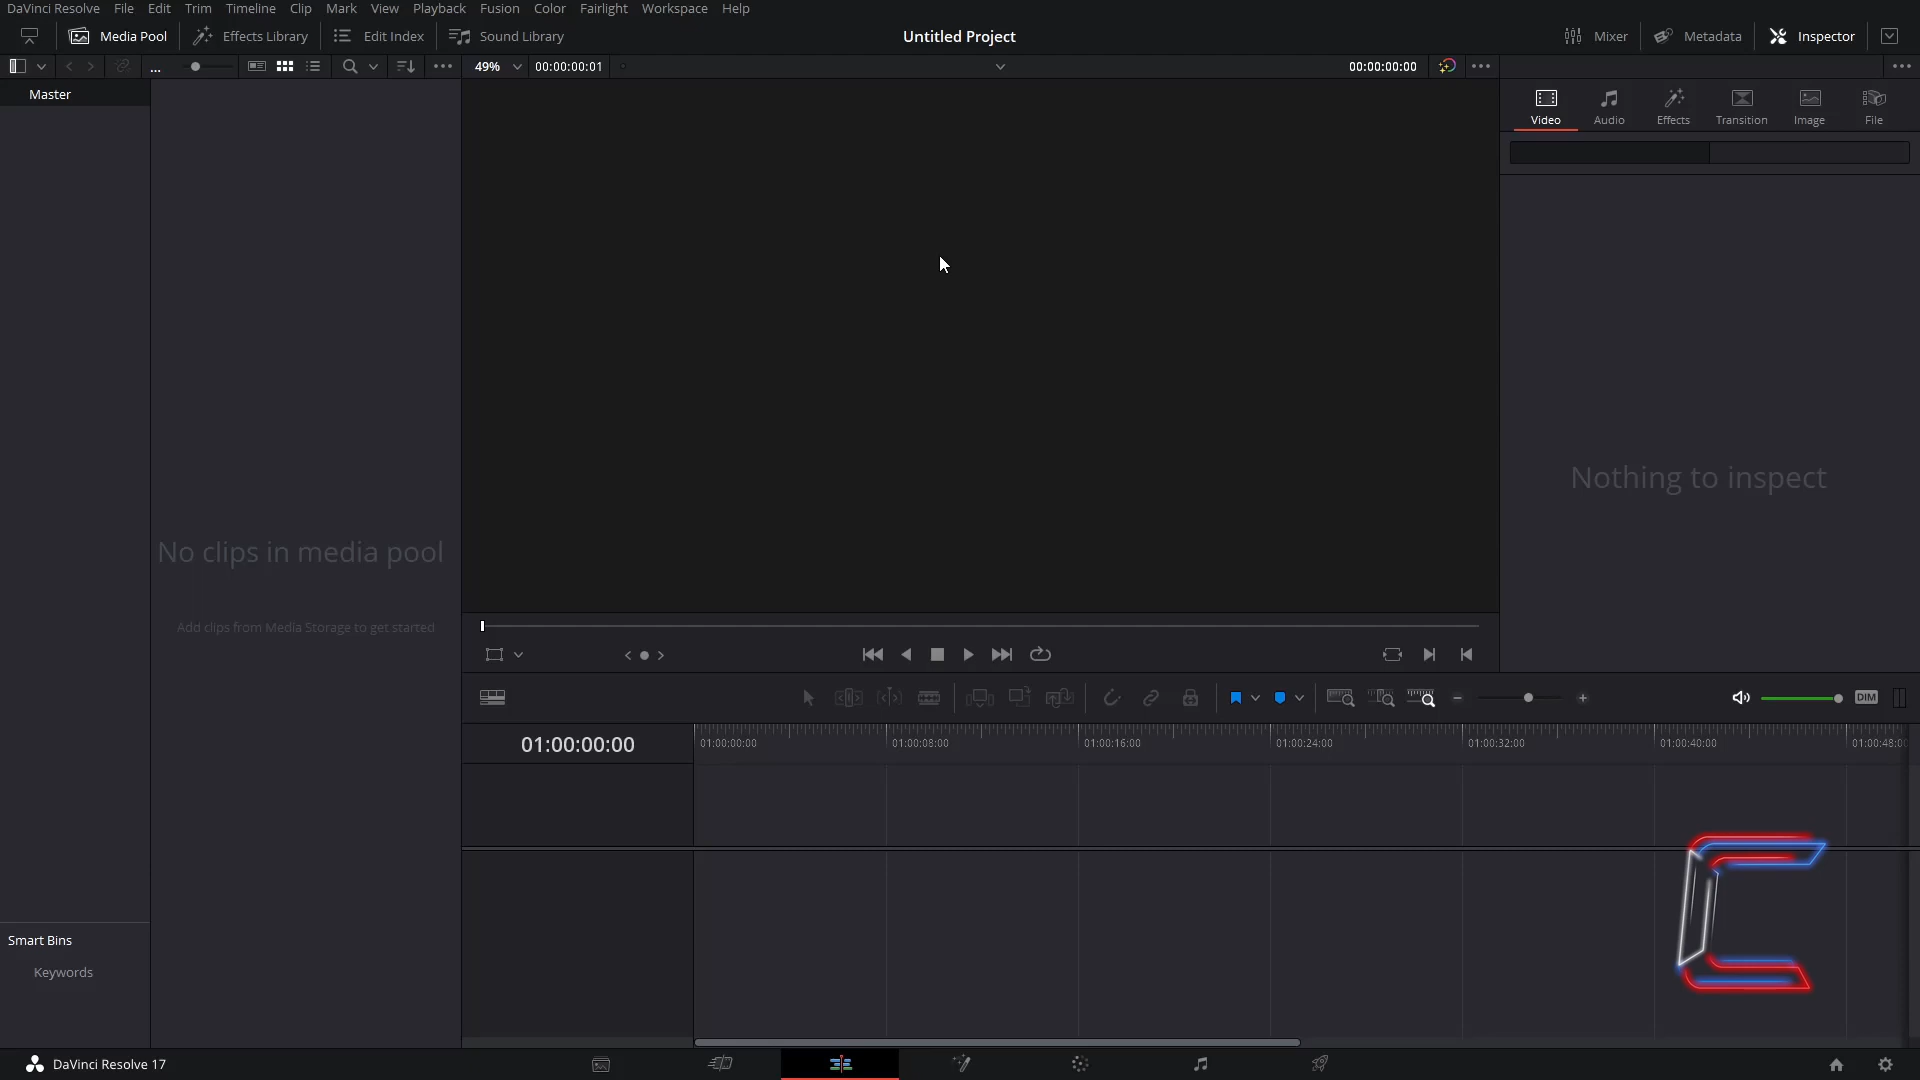 DaVinci Resolve File Edit Trim Timeline Clip Mark View Playback Fusion Color Fairlight Workspace Help
Media Pool Effects Library Edit Index Sound Library Untitled Project Mixer Metadata Inspector
... 49% 00:00:00:01 00:00:00:00
Master
Video Audio Effects Transition Image File
Nothing to inspect
No clips in media pool
Add clips from Media Storage to get started
DIM
01:00:00:00
01:00:00:00 01:00:08:00 01:00:16:00 01:00:24:00 01:00:32:00 01:00:40:00 01:00:48:00
Smart Bins
Keywords
DaVinci Resolve 17